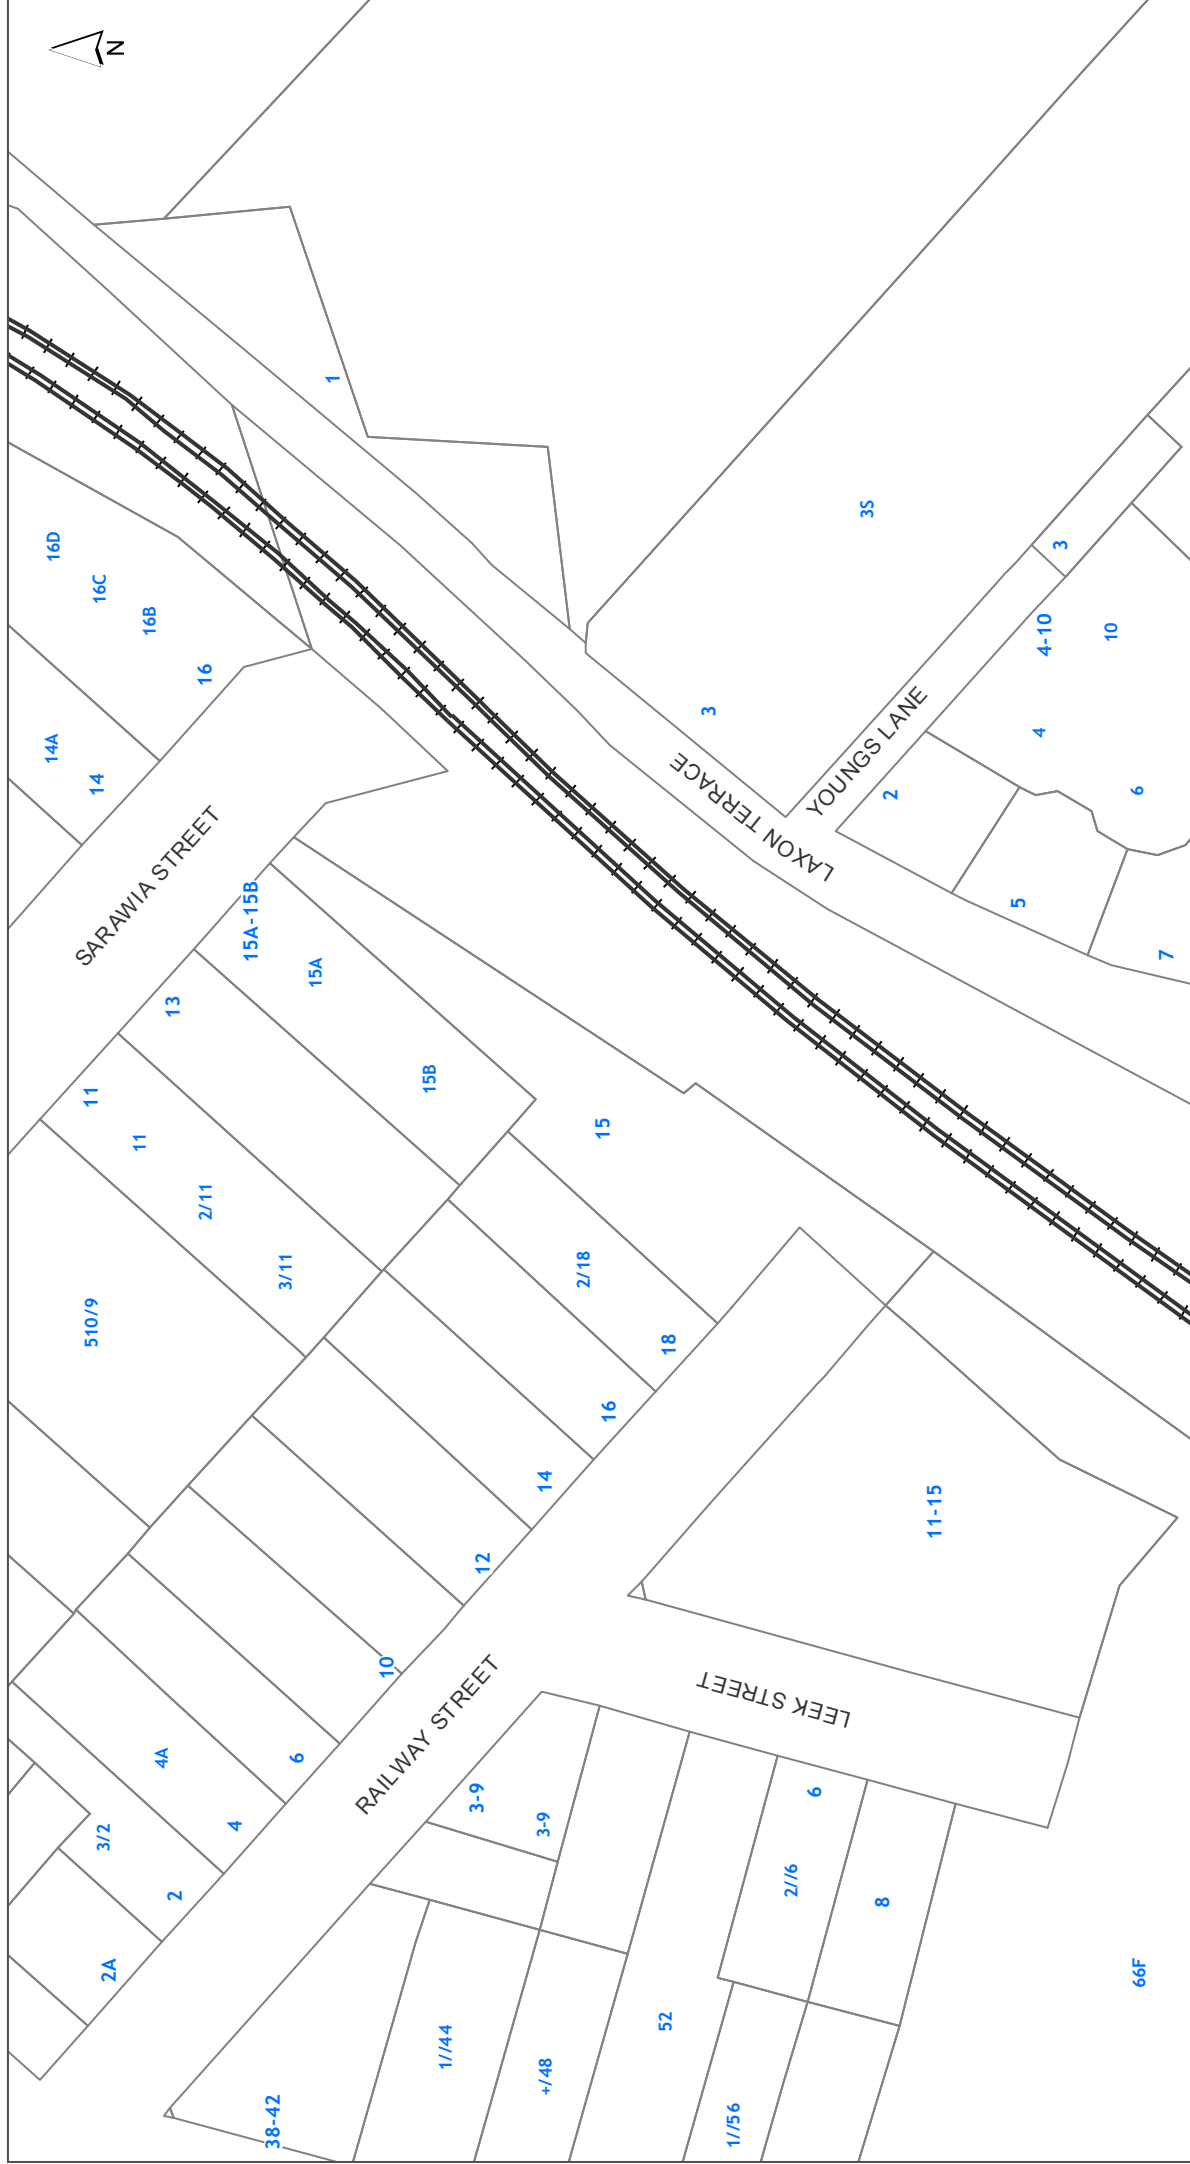 N
1
16D
16C
16B
16
14A
14
3S
3
3
4-10
10
4
6
2
5
7
YOUNGS LANE
LAXON TERRACE
SARAWIA STREET
15A-15B
15A
15B
13
11
11
2/11
3/11
510/9
15
2/18
18
16
14
12
10
11-15
RAILWAY STREET
LEEK STREET
4A
6
4
3/2
2
2A
3-9
3-9
6
2//6
8
52
1//44
+/48
1//56
38-42
66F